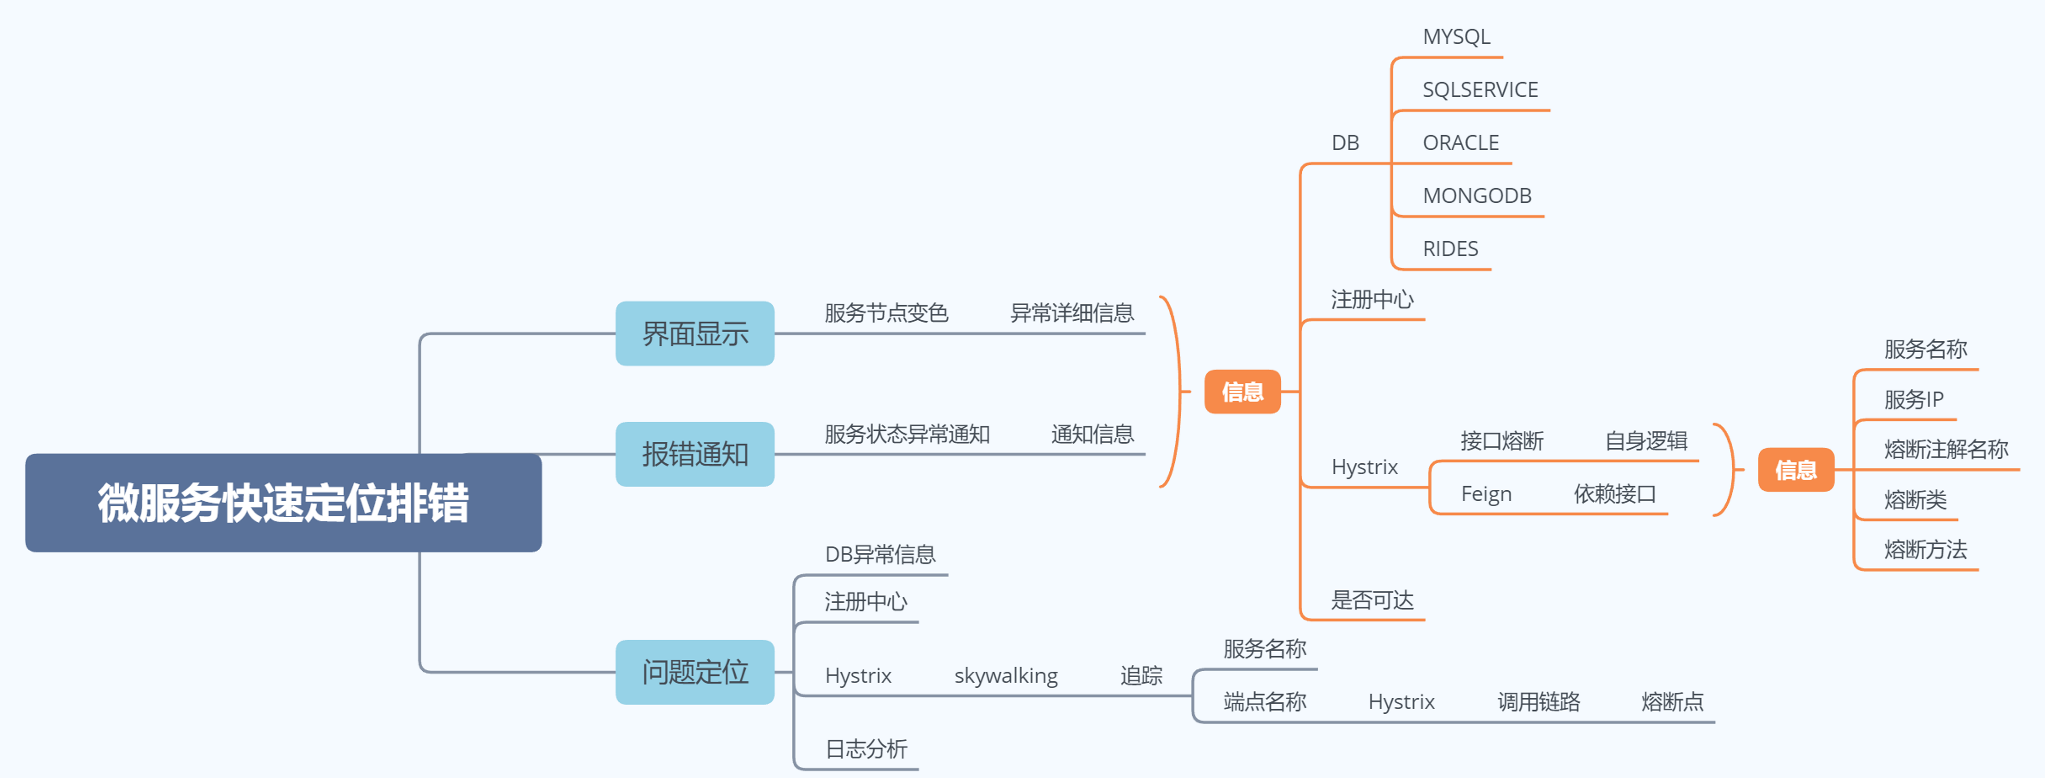 微服务快速定位排错
界面显示
服务节点变色
异常详细信息
报错通知
服务状态异常通知
通知信息
信息
DB
MYSQL
SQLSERVICE
ORACLE
MONGODB
RIDES
注册中心
Hystrix
接口熔断
自身逻辑
Feign
依赖接口
信息
服务名称
服务IP
熔断注解名称
熔断类
熔断方法
是否可达
问题定位
DB异常信息
注册中心
Hystrix
skywalking
追踪
服务名称
端点名称
Hystrix
调用链路
熔断点
日志分析